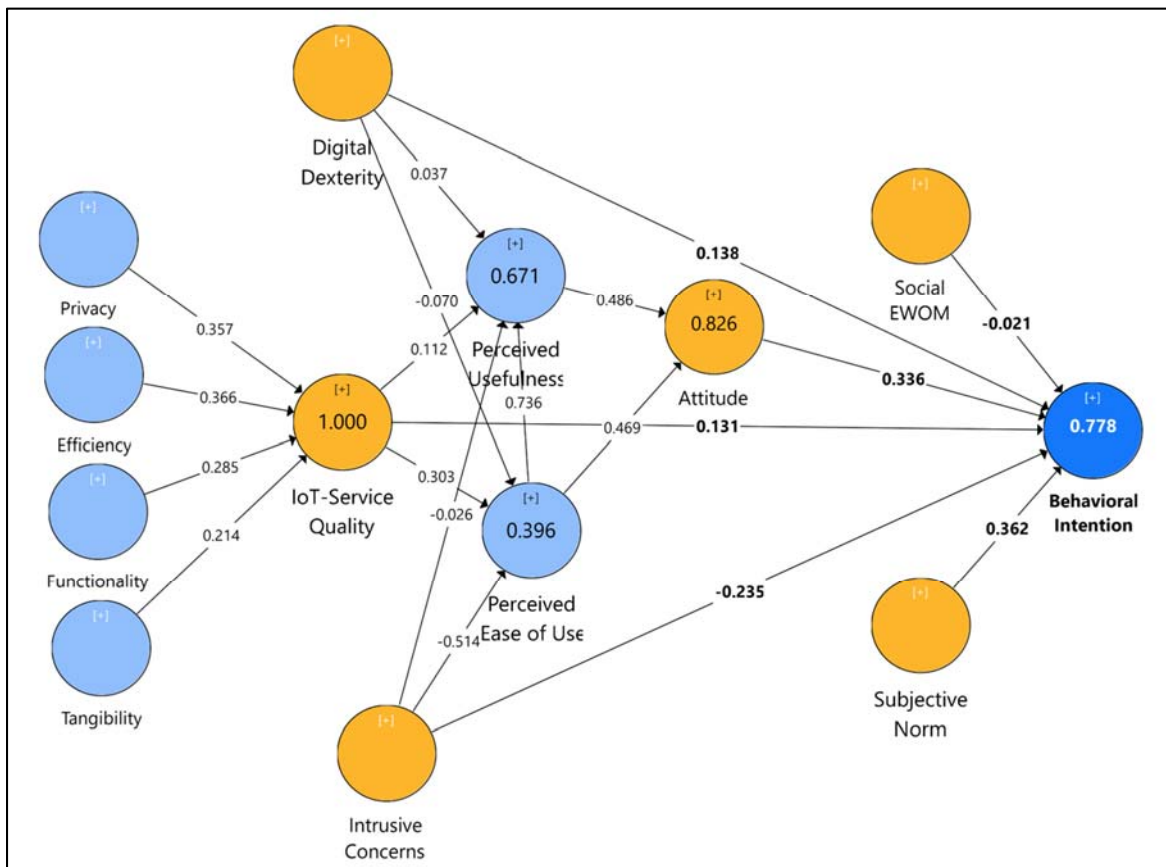 [+]
Digital
Dexterity
[+]
Privacy
[+]
Efficiency
[+]
Functionality
[+]
Tangibility
0.357
0.366
0.285
0.214
[+]
1.000
IoT-Service
Quality
0.037
-0.070
0.112
0.303
-0.026
-0.514
0.736
[+]
0.671
Perceived
Usefulness
[+]
0.396
Perceived
Ease of Use
0.486
0.469
[+]
0.826
Attitude
0.138
0.336
0.131
-0.235
[+]
Social
EWOM
-0.021
[+]
0.778
Behavioral
Intention
0.362
[+]
Subjective
Norm
[+]
Intrusive
Concerns